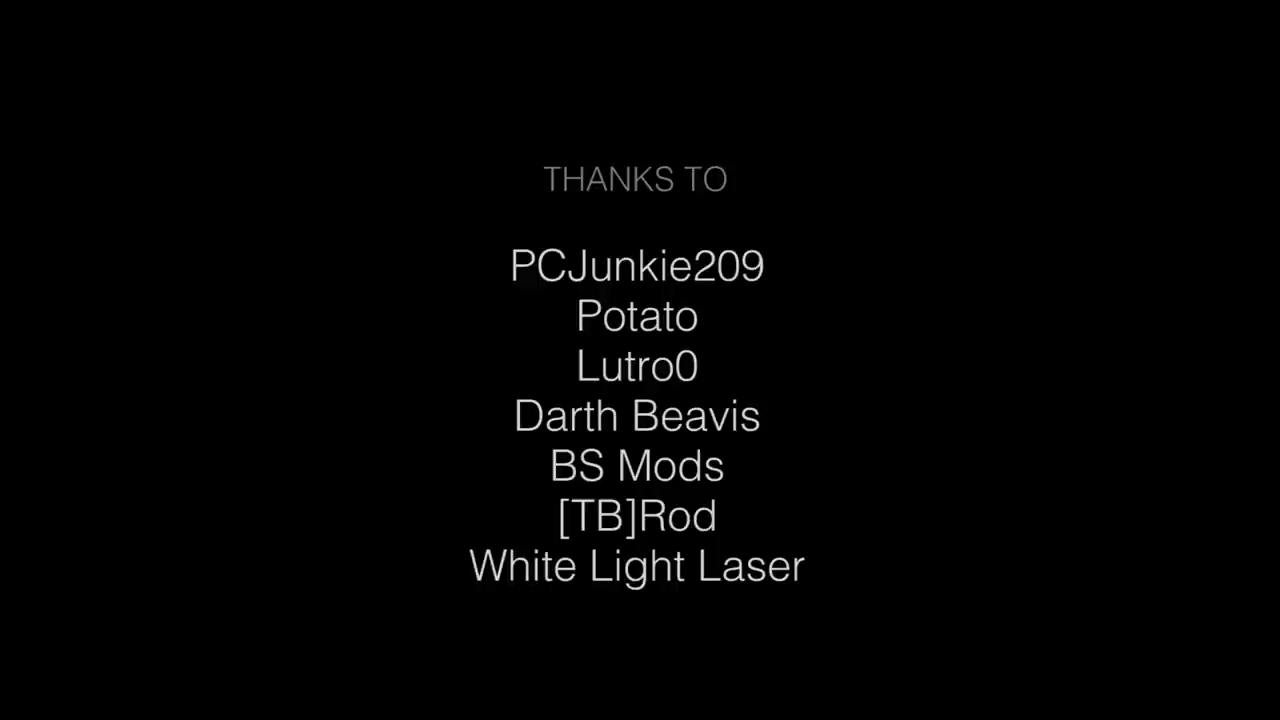 THANKS TO
PCJunkie209
Potato
Lutro0
Darth Beavis
BS Mods
[TB]Rod
White Light Laser